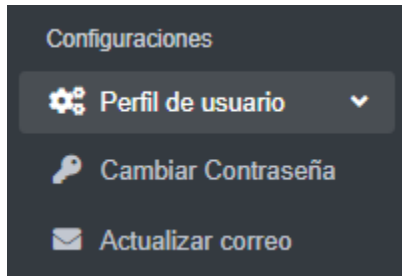 Configuraciones
Perfil de usuario
Cambiar Contraseña
Actualizar correo